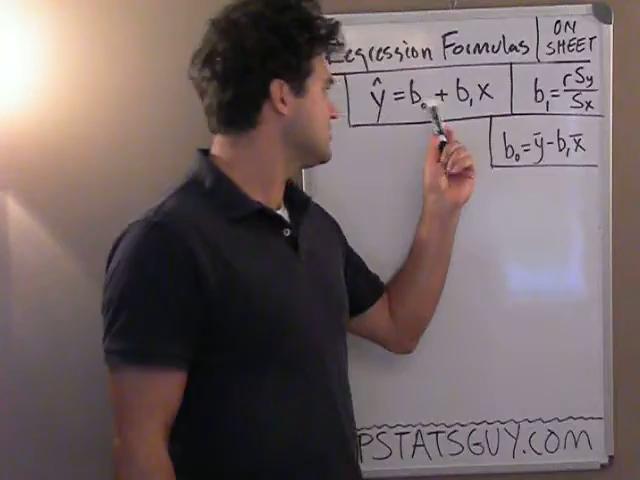 Regression Formulas
ON
SHEET
ŷ = b₀ + b₁x
b₁ = rSy/Sx
b₀ = ȳ - b₁x̄
PSTATSGUY.COM